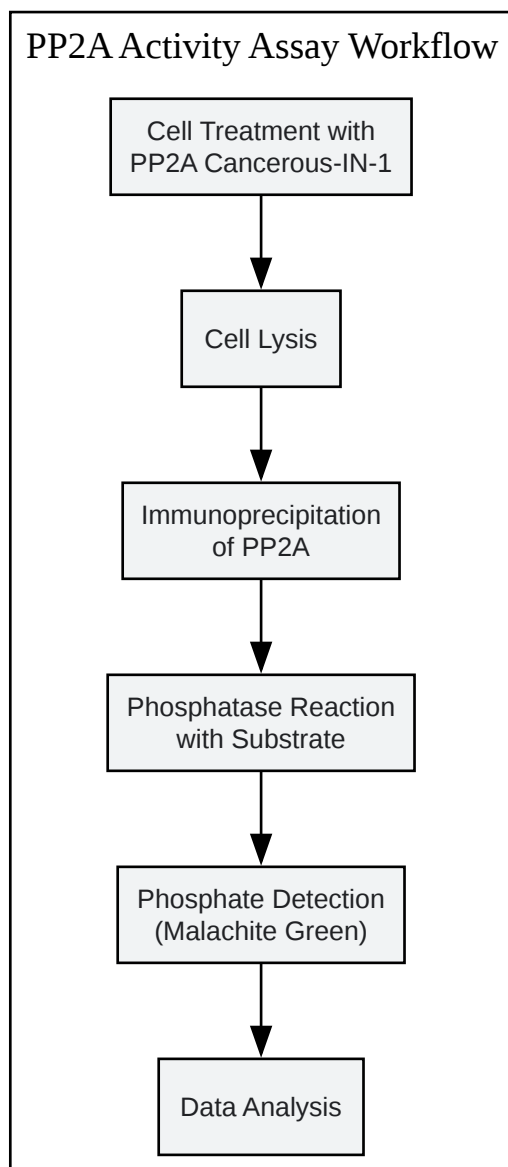 PP2A Activity Assay Workflow
Cell Treatment with
PP2A Cancerous-IN-1
Cell Lysis
Immunoprecipitation
of PP2A
Phosphatase Reaction
with Substrate
Phosphate Detection
(Malachite Green)
Data Analysis